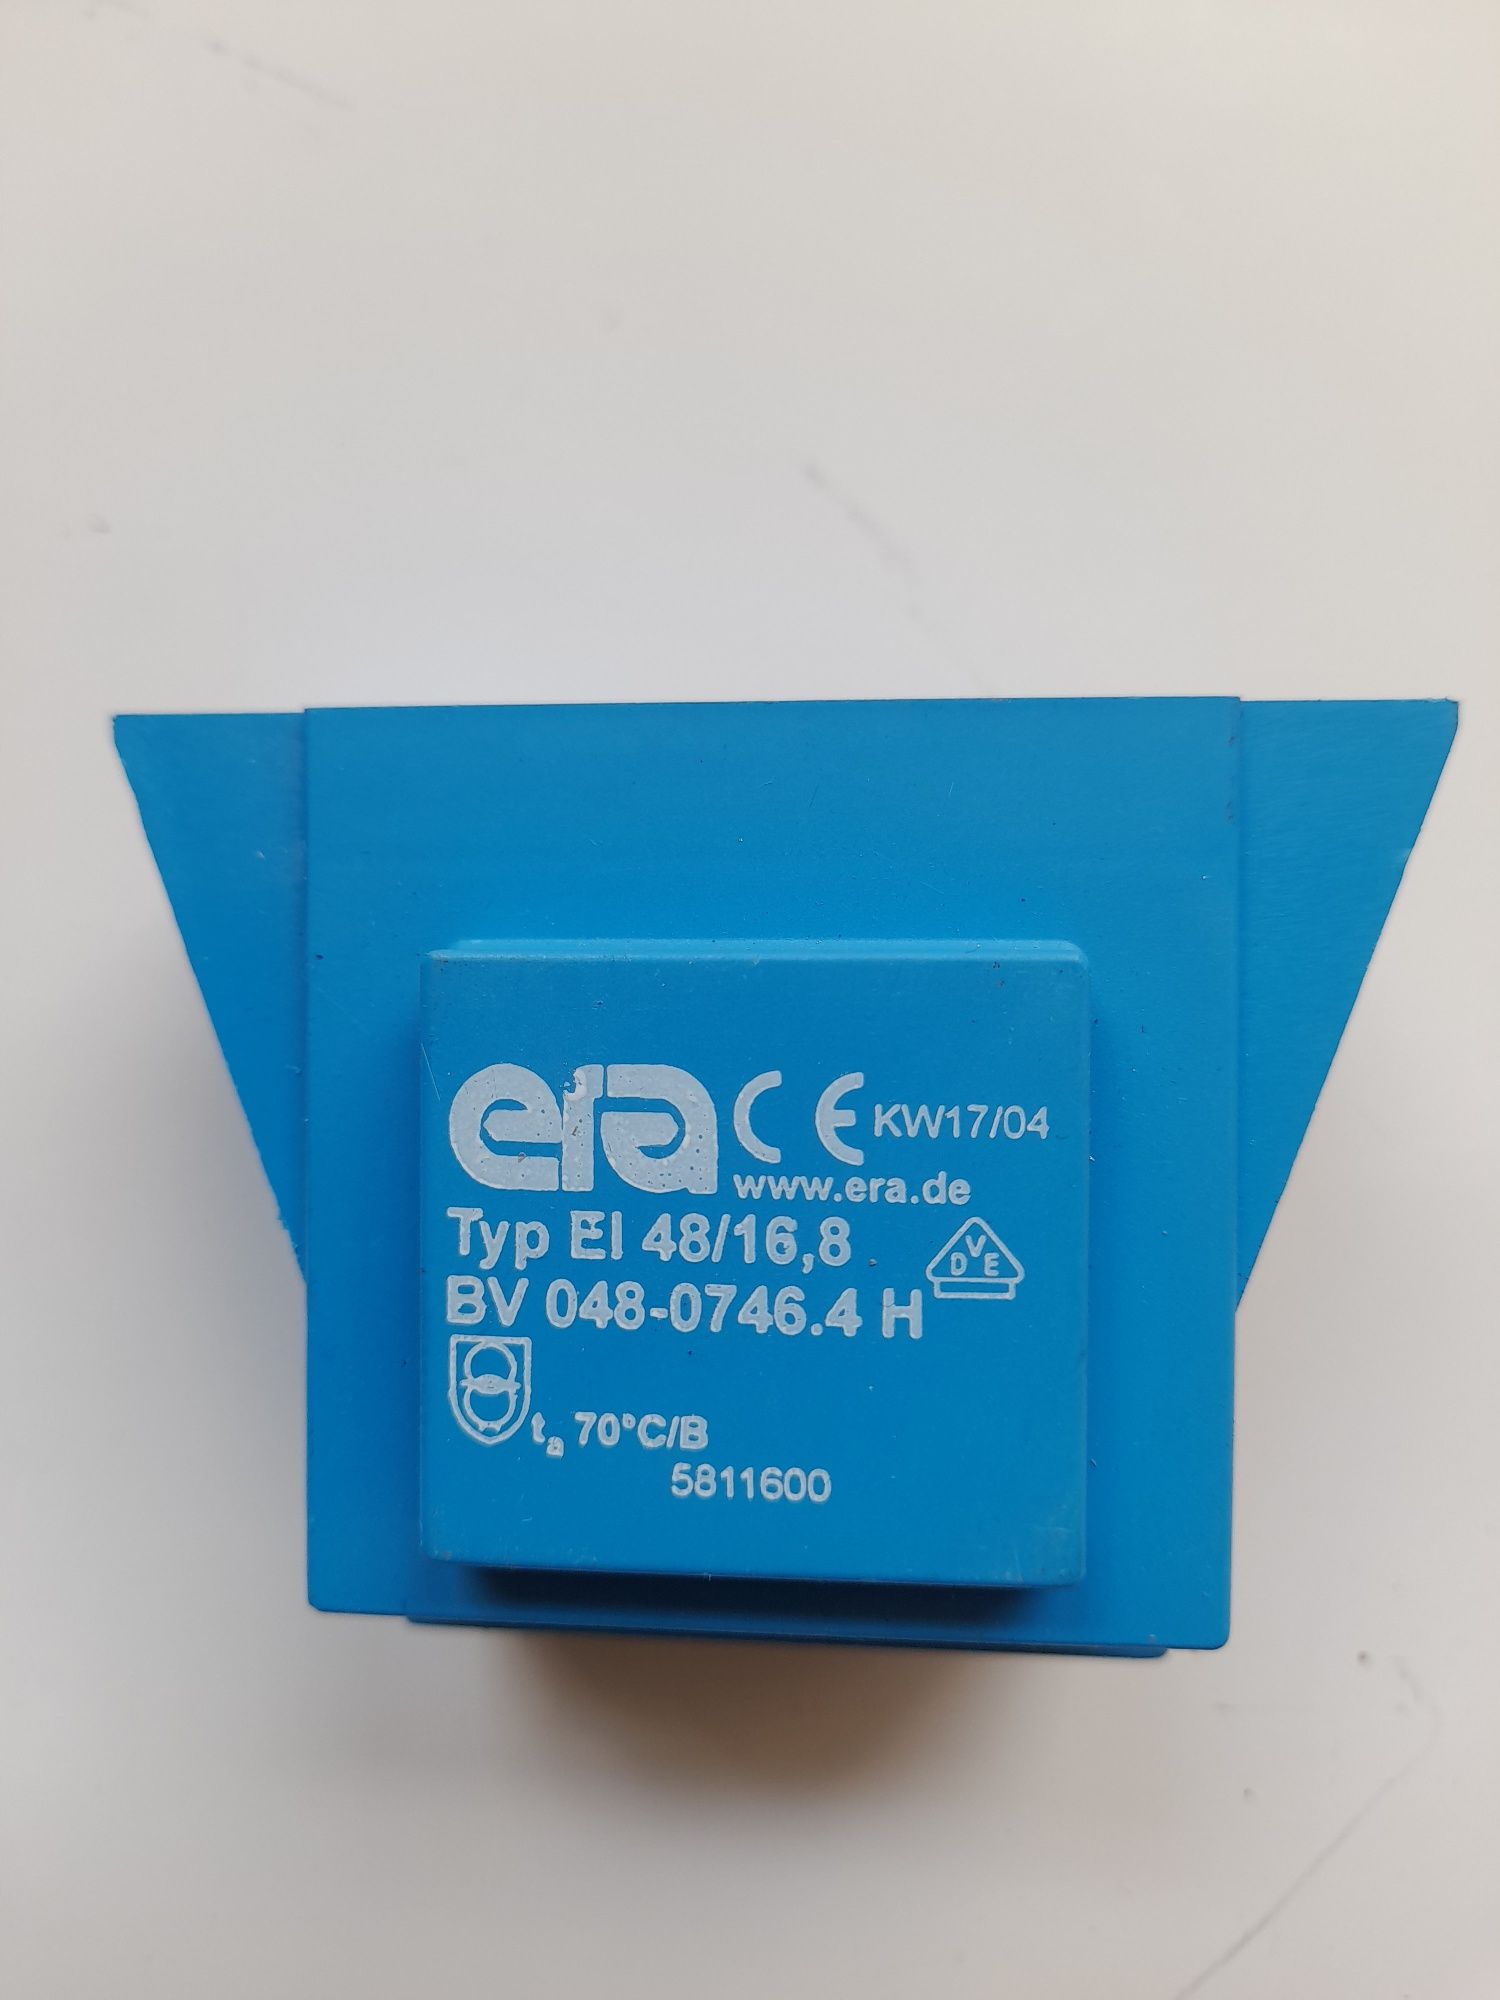 era CE KW17/04
www.era.de
Typ EI 48/16,8
VDE
BV 048-0746.4 H
ta 70°C/B
5811600